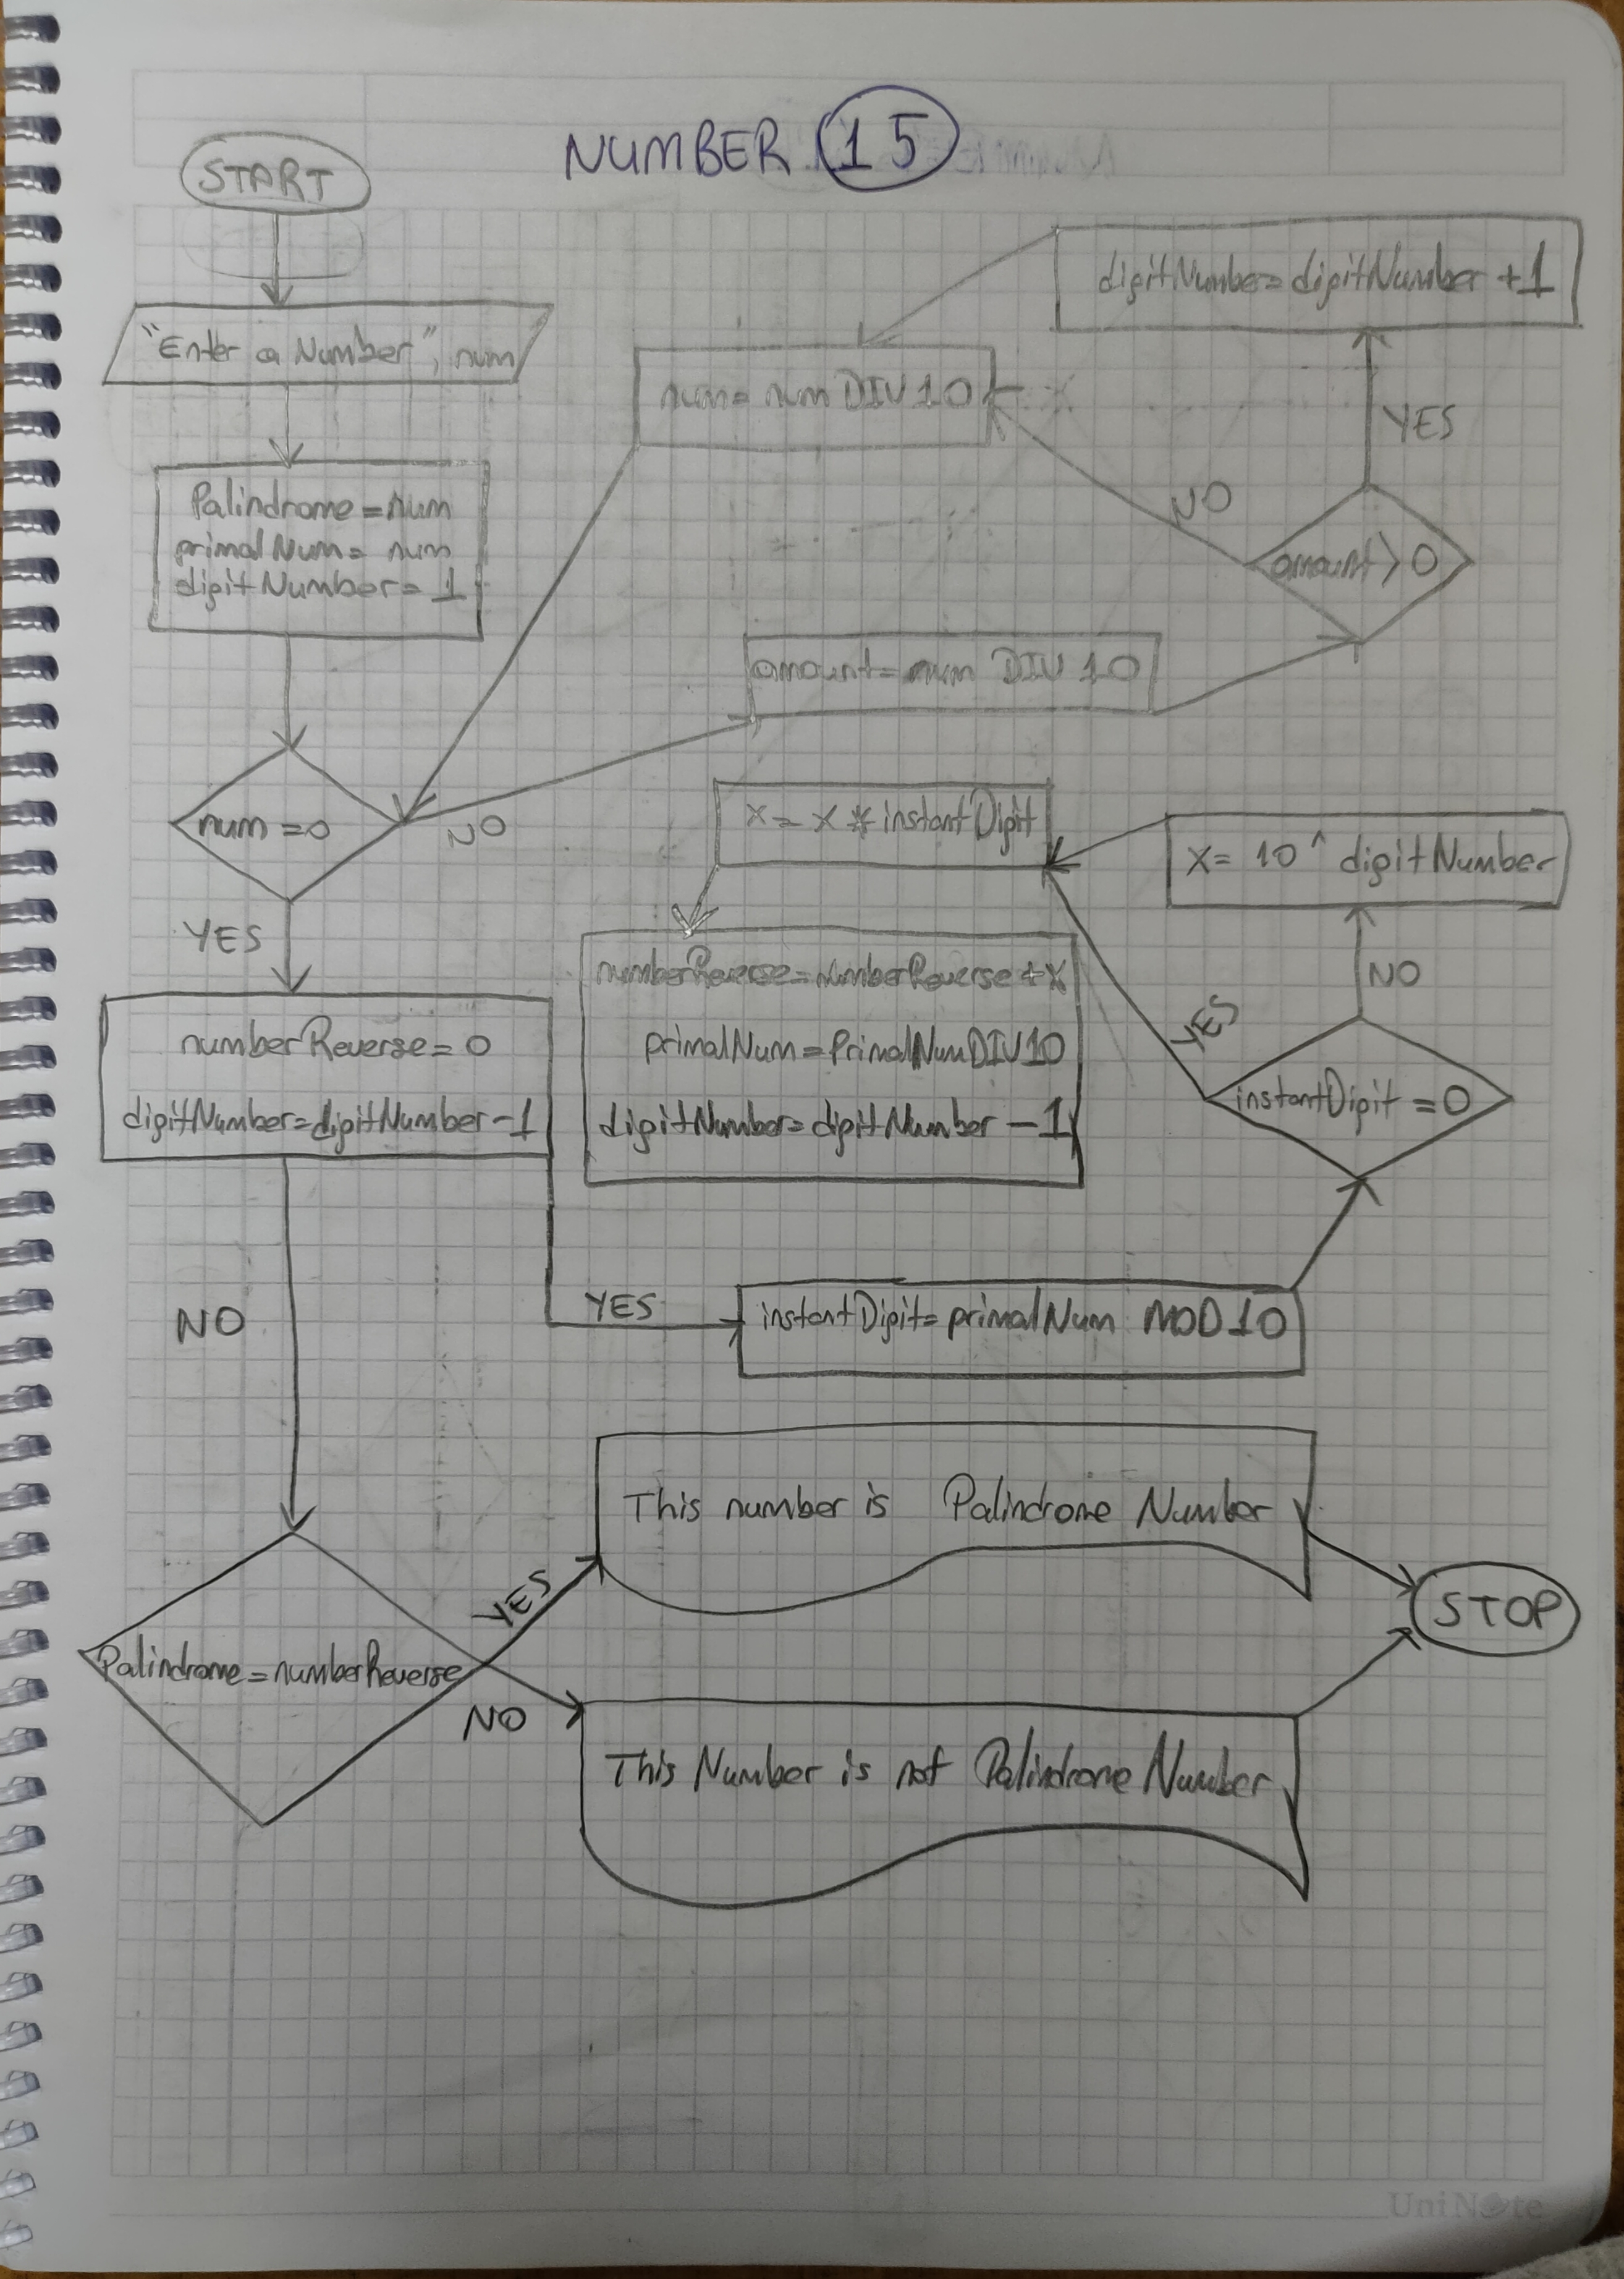 NUMBER 15
START
"Enter a Number", num
Palindrome = num
primalNum = num
digitNumber = 1
num = 0
NO
YES
amount = num DIV 10
amount > 0
YES
NO
digitNumber = digitNumber + 1
num = num DIV 10
numberReverse = 0
digitNumber = digitNumber - 1
YES
NO
instantDigit = primalNum MOD 10
instantDigit = 0
NO
YES
x = 10 ^ digitNumber
x = x * instantDigit
numberReverse = numberReverse + x
primalNum = PrimalNum DIV 10
digitNumber = digitNumber - 1
Palindrome = numberReverse
YES
NO
This number is Palindrome Number
This Number is not Palindrome Number
STOP
UniNote